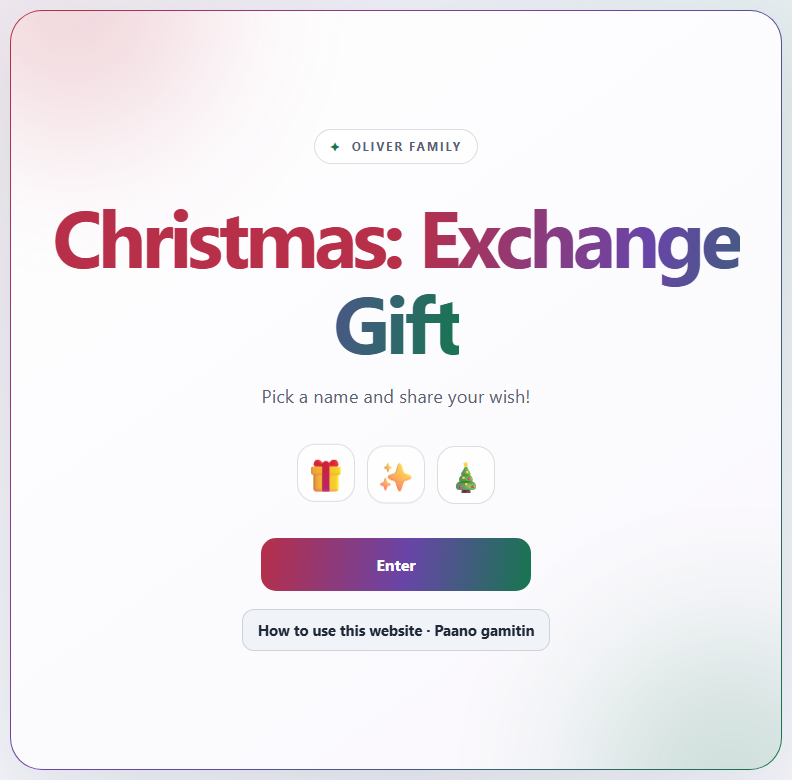 ✦ OLIVER FAMILY
Christmas: Exchange
Gift
Pick a name and share your wish!
Enter
How to use this website · Paano gamitin